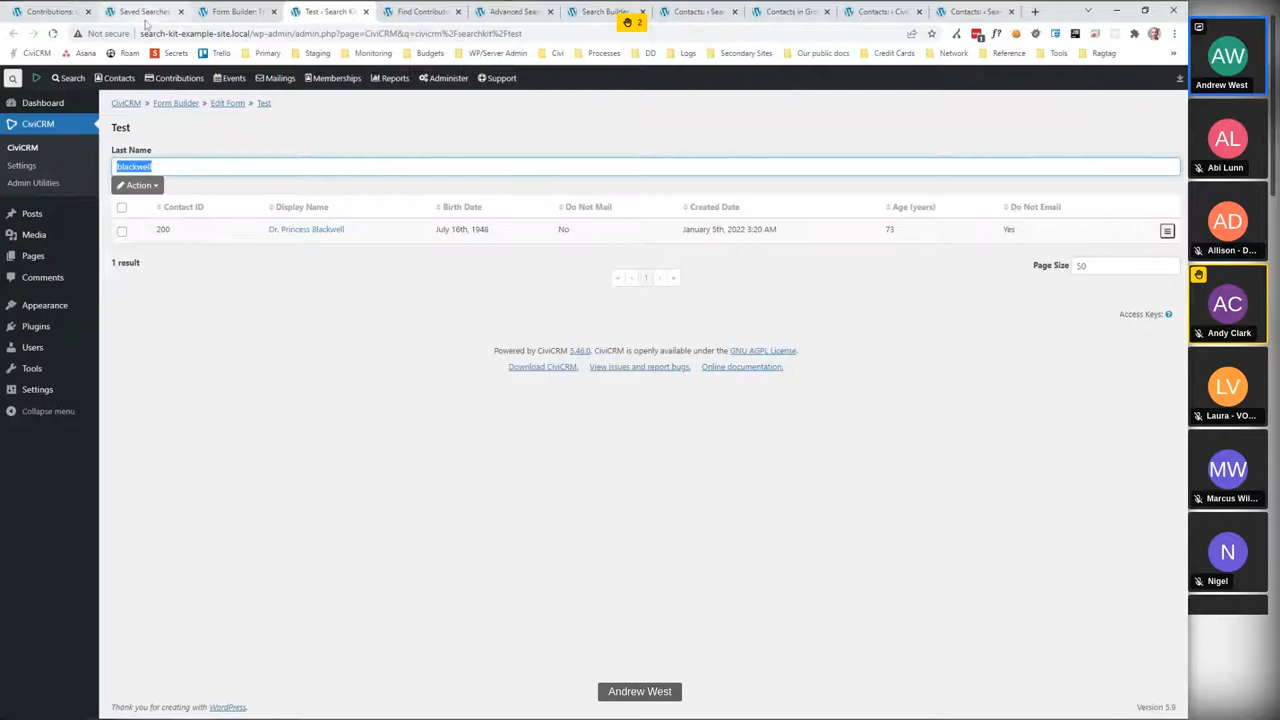 Contributions: L
Saved Searches
Form Builder: T
Test ‹ Search Ki
Find Contribut
Advanced Sear
Search Builde
Contacts: ‹ Sear
Contacts in Gro
Contacts: ‹ Civi
Contacts: ‹ Sea
2
Not secure
search-kit-example-site.local/wp-admin/admin.php?page=CiviCRM&q=civicrm%2Fsearchkit%2Ftest
CiviCRM Asana Roam Secrets Trello Staging Monitoring Budgets WP/Server Admin Civi Processes DD Logs Secondary Sites Our public docs Credit Cards Network Reference Tools Ragtag
Search Contacts Contributions Events Mailings Memberships Reports Administer Support
Dashboard
CiviCRM
CiviCRM
Settings
Admin Utilities
Posts
Media
Pages
Comments
Appearance
Plugins
Users
Tools
Settings
Collapse menu
CiviCRM » Form Builder » Edit Form » Test
Test
Last Name
blackwell
Action
Contact ID Display Name Birth Date Do Not Mail Created Date Age (years) Do Not Email
200 Dr. Princess Blackwell July 16th, 1948 No January 5th, 2022 3:20 AM 73 Yes
1 result
« ‹ 1 › »
Page Size 50
Access Keys:
Powered by CiviCRM 5.46.0. CiviCRM is openly available under the GNU AGPL License.
Download CiviCRM. View issues and report bugs. Online documentation.
Thank you for creating with WordPress.
Version 5.9
Andrew West
AW
Andrew West
AL
Abi Lunn
AD
Allison - D...
AC
Andy Clark
LV
Laura - VO...
MW
Marcus Wil...
N
Nigel